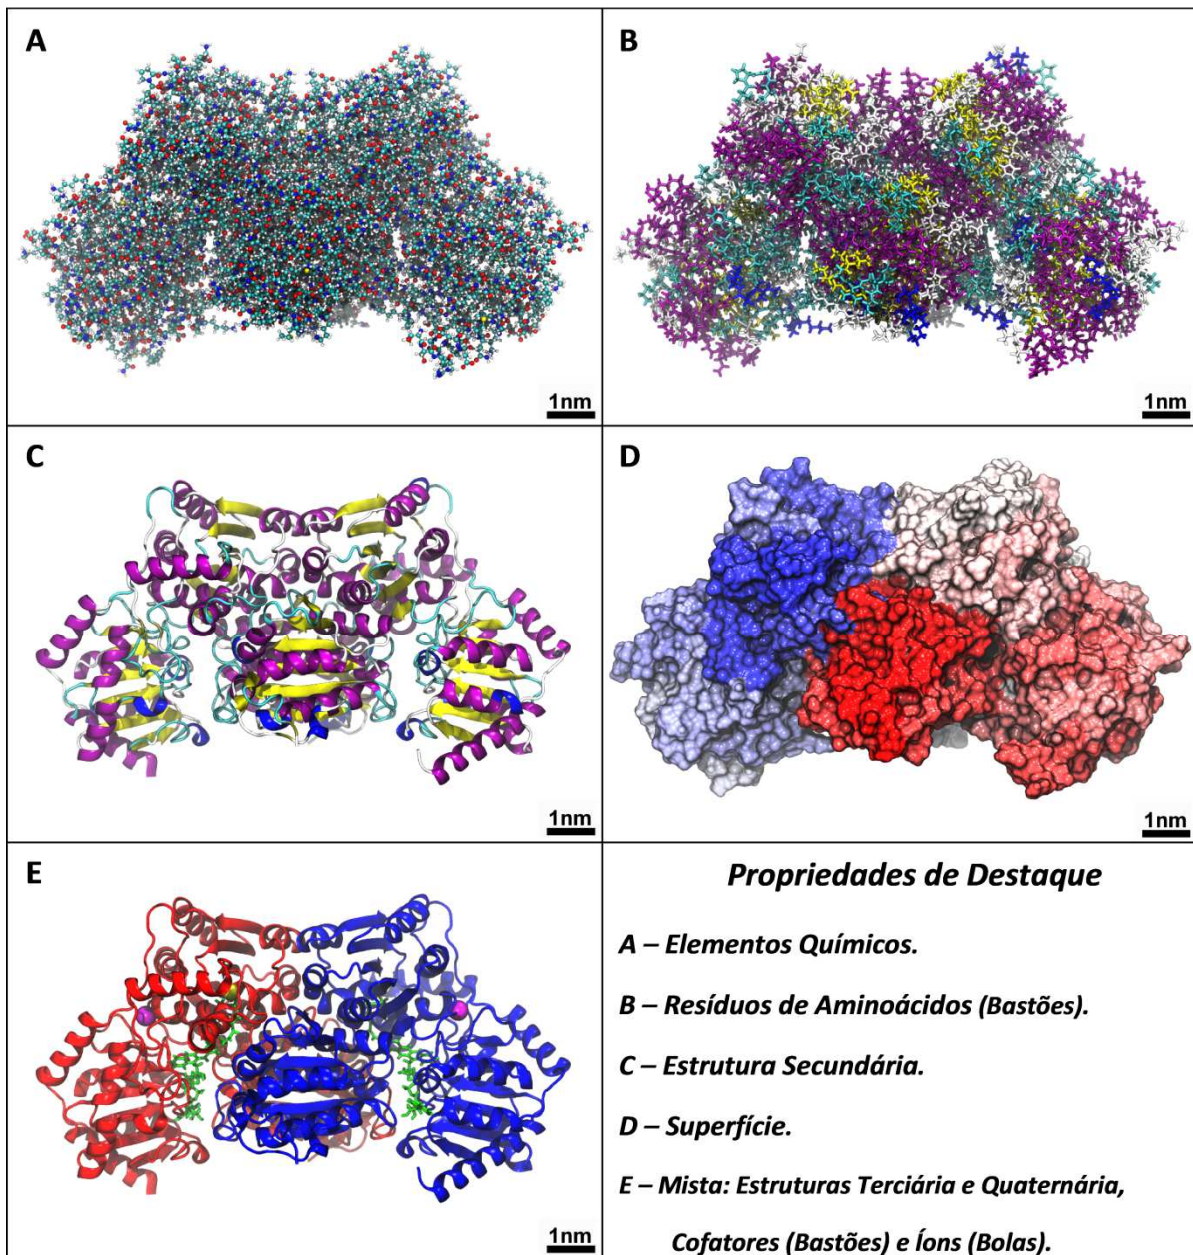 A
B
1nm
1nm
C
D
1nm
1nm
E
Propriedades de Destaque
A – Elementos Químicos.
B – Resíduos de Aminoácidos (Bastões).
C – Estrutura Secundária.
D – Superfície.
E – Mista: Estruturas Terciária e Quaternária,
Cofatores (Bastões) e Íons (Bolas).
1nm